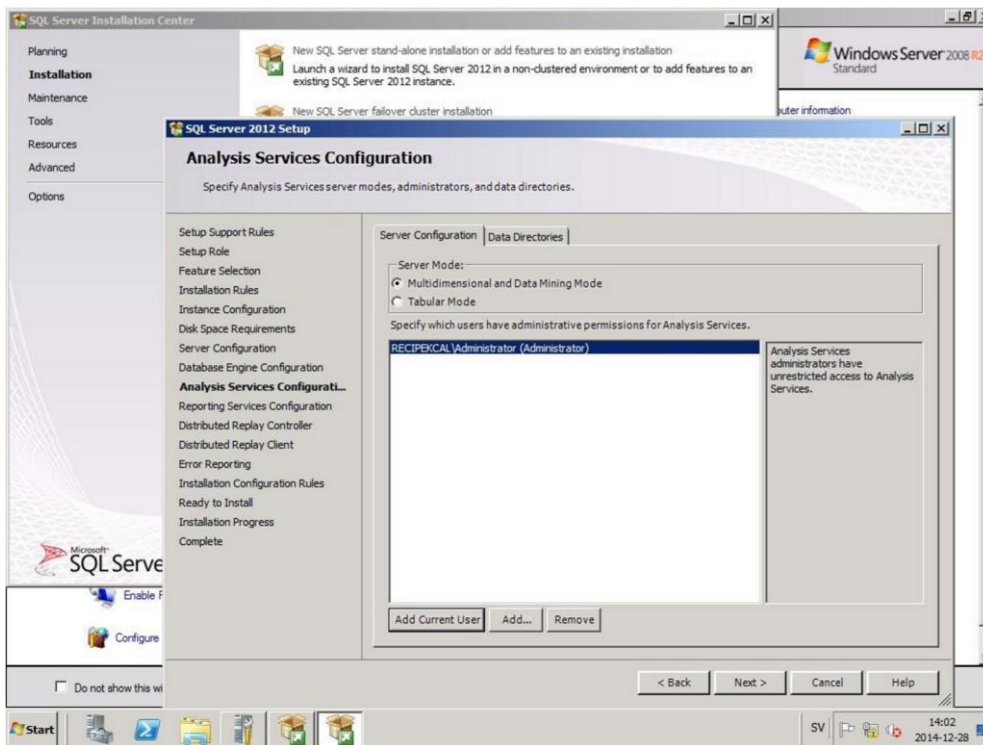 SQL Server Installation Center
Planning
Installation
Maintenance
Tools
Resources
Advanced
Options
New SQL Server stand-alone installation or add features to an existing installation
Launch a wizard to install SQL Server 2012 in a non-clustered environment or to add features to an
existing SQL Server 2012 instance.
New SQL Server failover cluster installation
Windows Server 2008 R2
Standard
puter information
SQL Server 2012 Setup
Analysis Services Configuration
Specify Analysis Services server modes, administrators, and data directories.
Setup Support Rules
Setup Role
Feature Selection
Installation Rules
Instance Configuration
Disk Space Requirements
Server Configuration
Database Engine Configuration
Analysis Services Configurati...
Reporting Services Configuration
Distributed Replay Controller
Distributed Replay Client
Error Reporting
Installation Configuration Rules
Ready to Install
Installation Progress
Complete
Server Configuration
Data Directories
Server Mode:
Multidimensional and Data Mining Mode
Tabular Mode
Specify which users have administrative permissions for Analysis Services.
RECIPEKCAL\Administrator (Administrator)
Analysis Services
administrators have
unrestricted access to Analysis
Services.
Add Current User
Add...
Remove
< Back
Next >
Cancel
Help
Microsoft
SQL Serve
Enable
Configure
Do not show this wi
Start
SV
14:02
2014-12-28